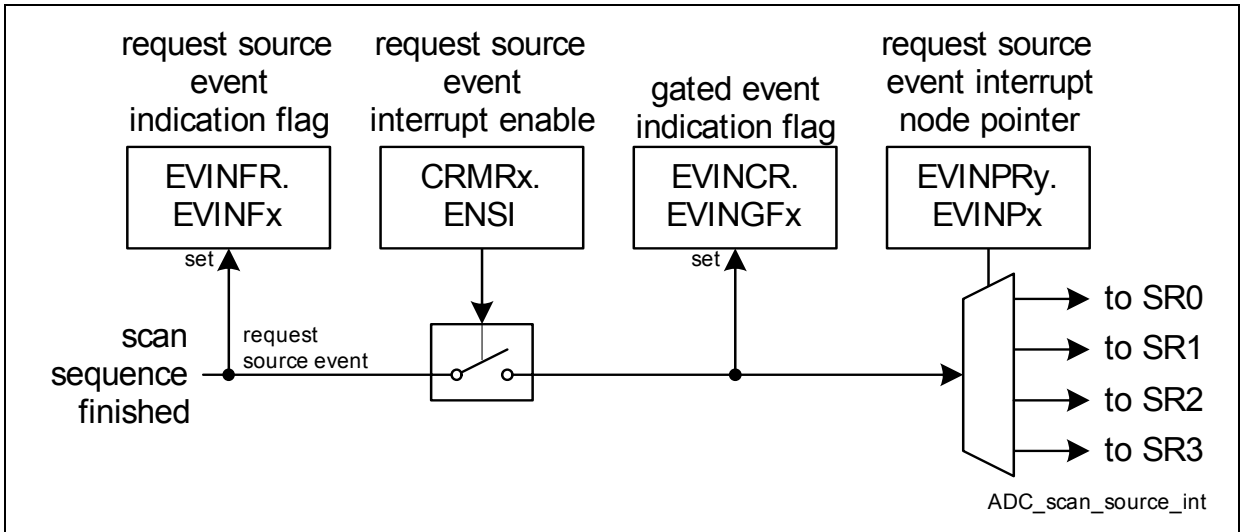 request source
event
indication flag
request source
event
interrupt enable
gated event
indication flag
request source
event interrupt
node pointer
EVINFR.
EVINFx
CRMRx.
ENSI
EVINCR.
EVINGFx
EVINPRy.
EVINPx
set
set
scan
sequence
finished
request
source event
to SR0
to SR1
to SR2
to SR3
ADC_scan_source_int